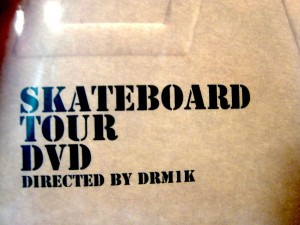 SKATEBOARD
TOUR
DVD
DIRECTED BY DRM1K